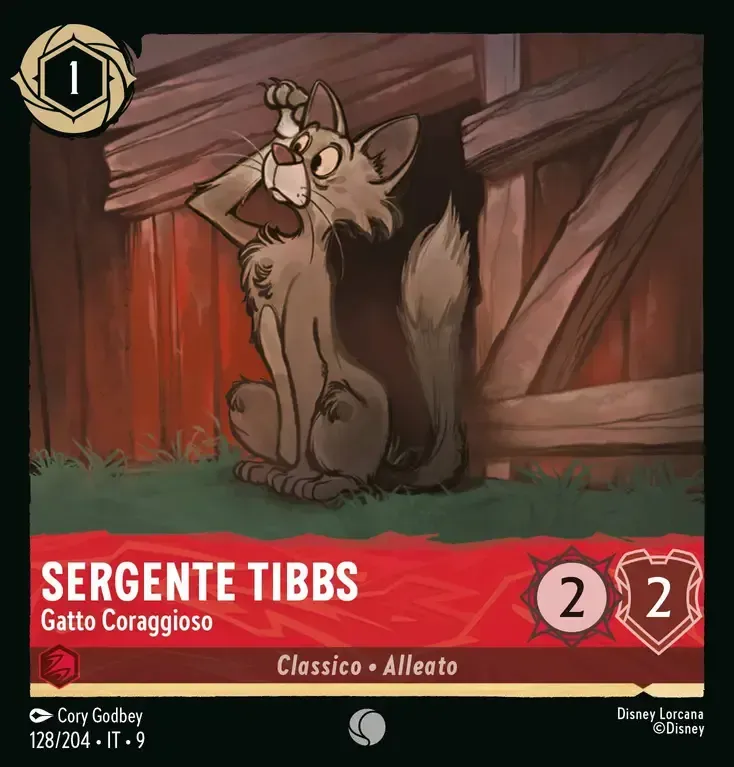 1
SERGENTE TIBBS
Gatto Coraggioso
2 2
Classico • Alleato
Cory Godbey
128/204 • IT • 9
Disney Lorcana
©Disney